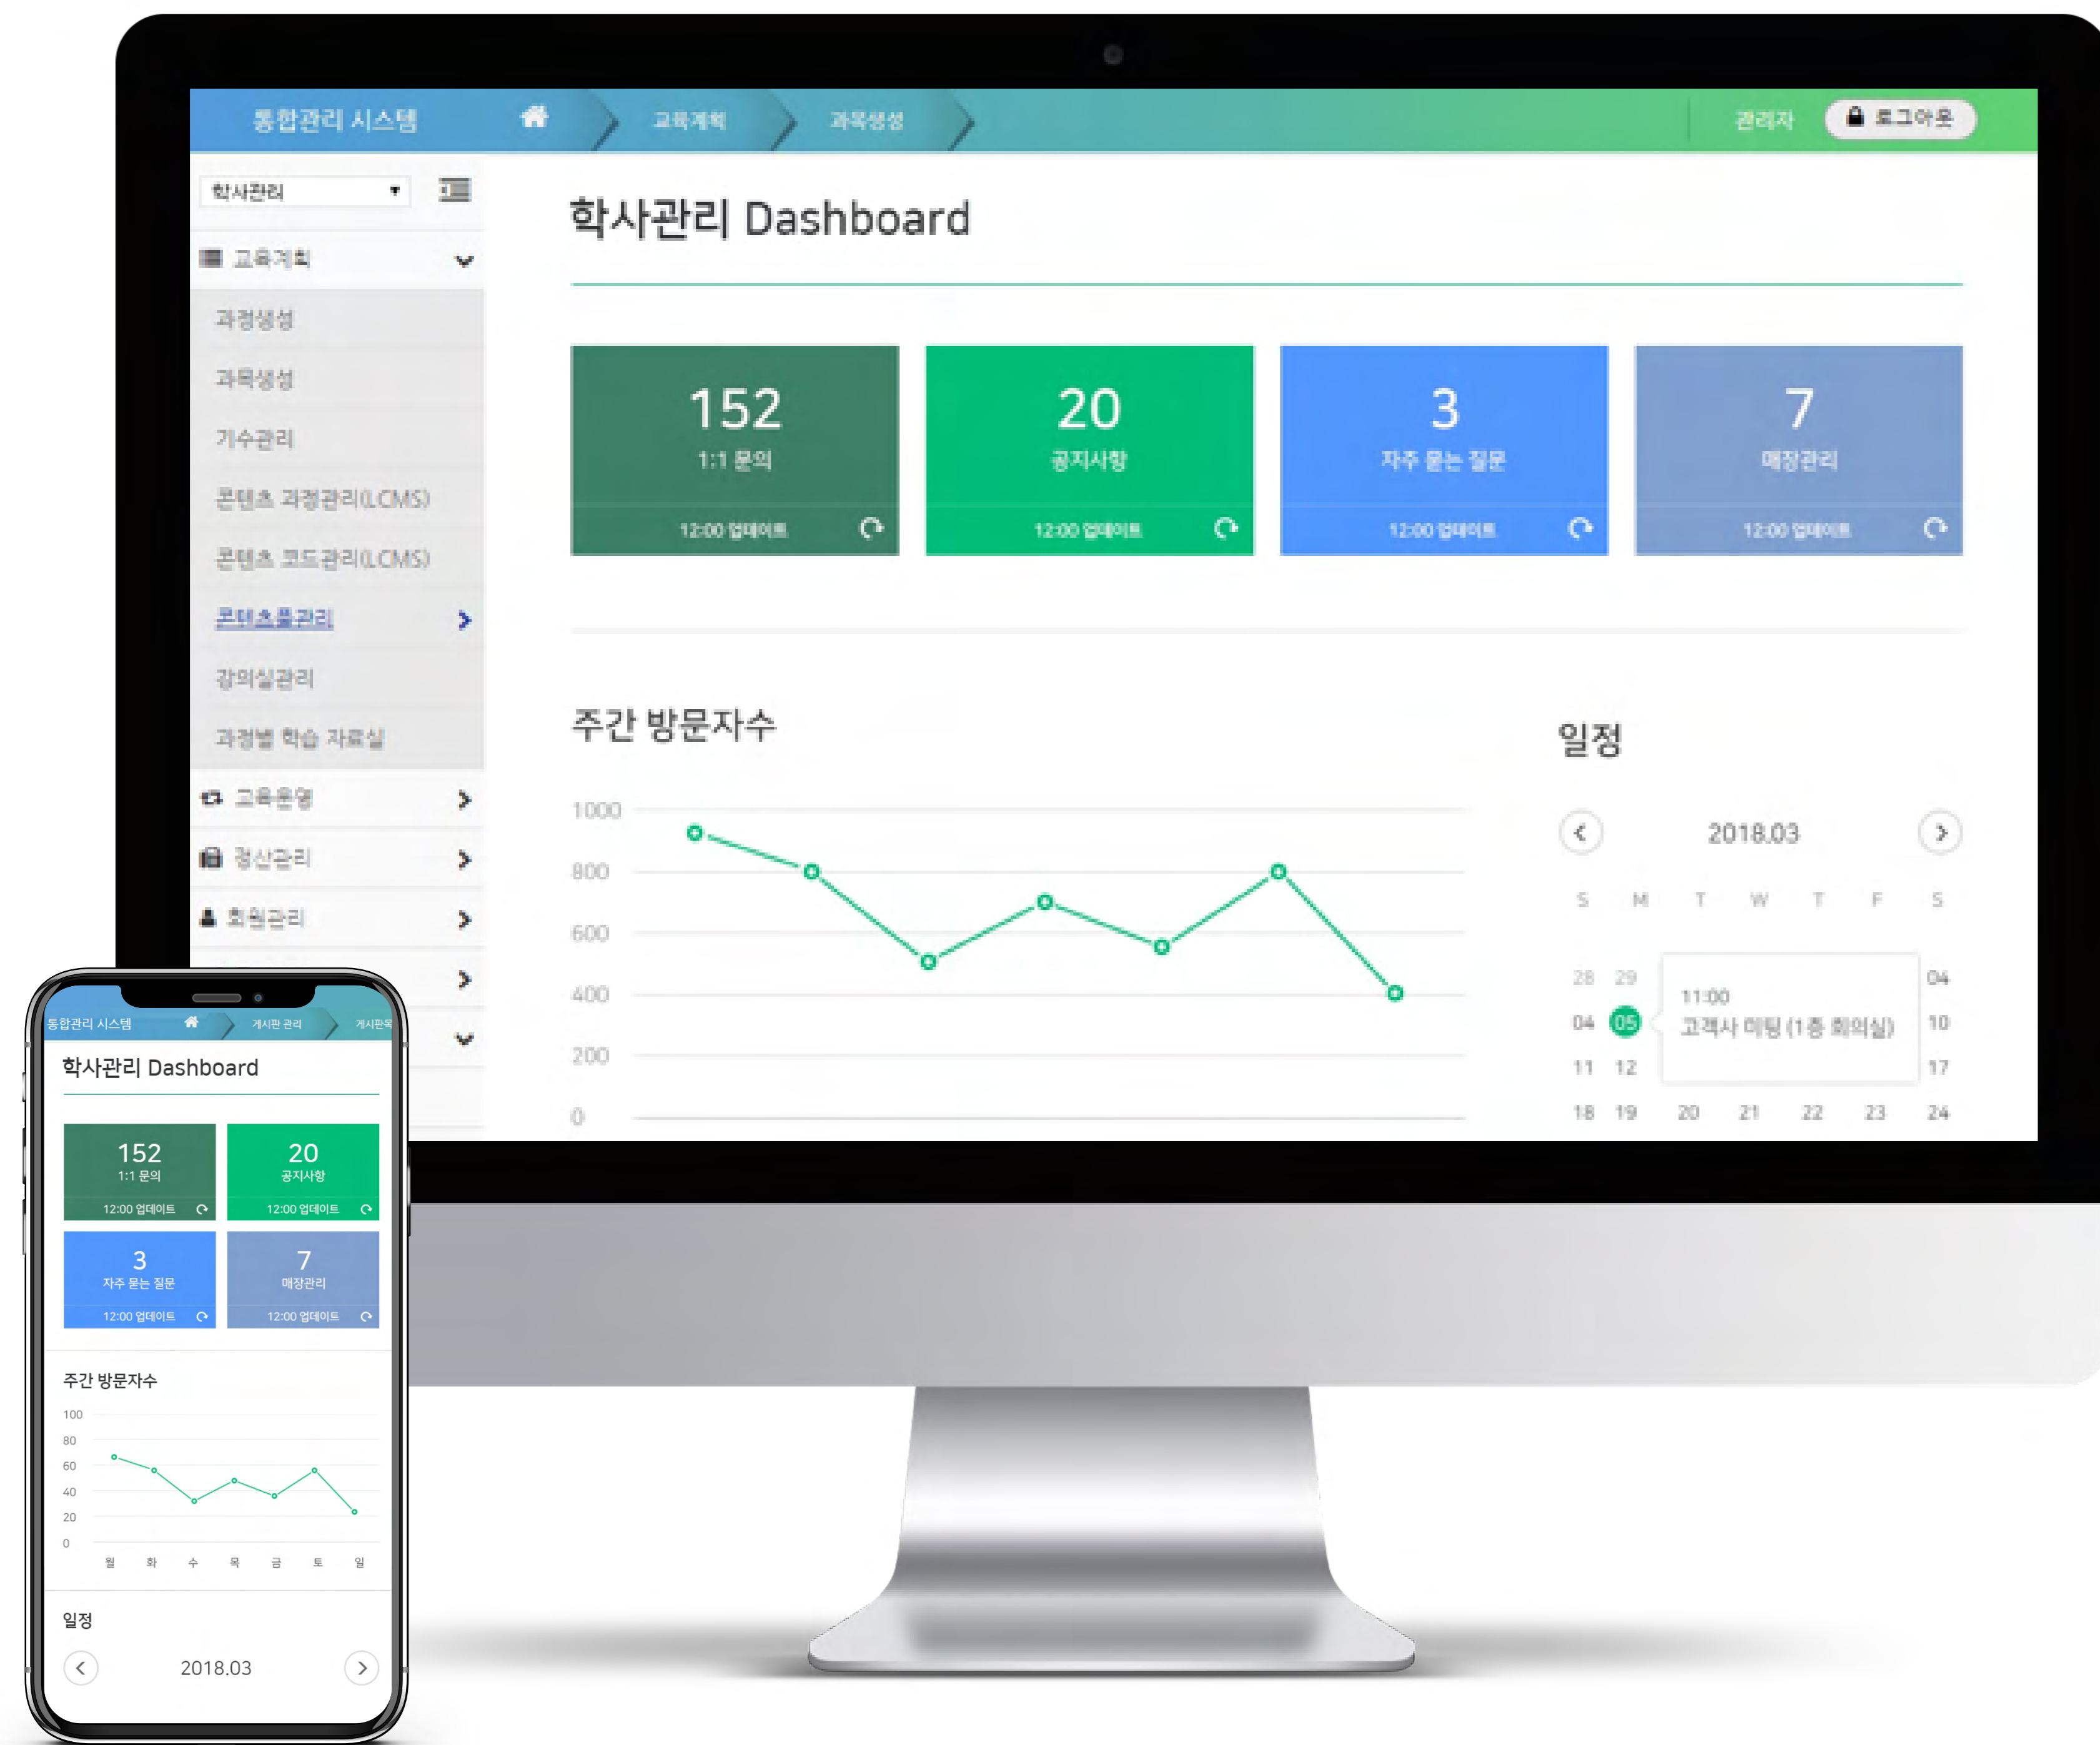 통합관리 시스템
교육계획
과목생성
관리자
로그아웃
학사관리
교육계획
과정생성
과목생성
기수관리
콘텐츠 과정관리(LCMS)
콘텐츠 코드관리(LCMS)
콘텐츠풀관리
강의실관리
과정별 학습 자료실
교육운영
정산관리
회원관리
학사관리 Dashboard
152
1:1 문의
12:00 업데이트
20
공지사항
12:00 업데이트
3
자주 묻는 질문
12:00 업데이트
7
매장관리
12:00 업데이트
주간 방문자수
1000
800
600
400
200
0
일정
2018.03
S M T W T F S
28 29 04
04 05 10
11 12 17
18 19 20 21 22 23 24
11:00
고객사 미팅 (1층 회의실)
통합관리 시스템
게시판 관리
게시판목
학사관리 Dashboard
152
1:1 문의
12:00 업데이트
20
공지사항
12:00 업데이트
3
자주 묻는 질문
12:00 업데이트
7
매장관리
12:00 업데이트
주간 방문자수
100
80
60
40
20
0
월 화 수 목 금 토 일
일정
2018.03